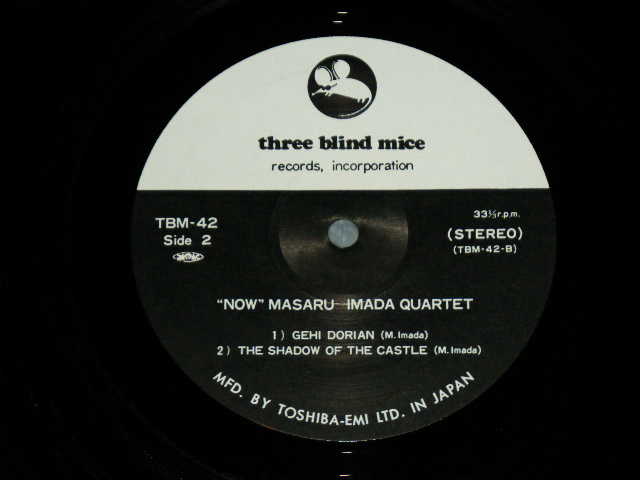 three blind mice
records, incorporation
TBM-42
Side 2
33⅓r.p.m.
(STEREO)
(TBM-42-B)
"NOW" MASARU IMADA QUARTET
1) GEHI DORIAN (M.Imada)
2) THE SHADOW OF THE CASTLE (M.Imada)
MFD. BY TOSHIBA-EMI LTD. IN JAPAN